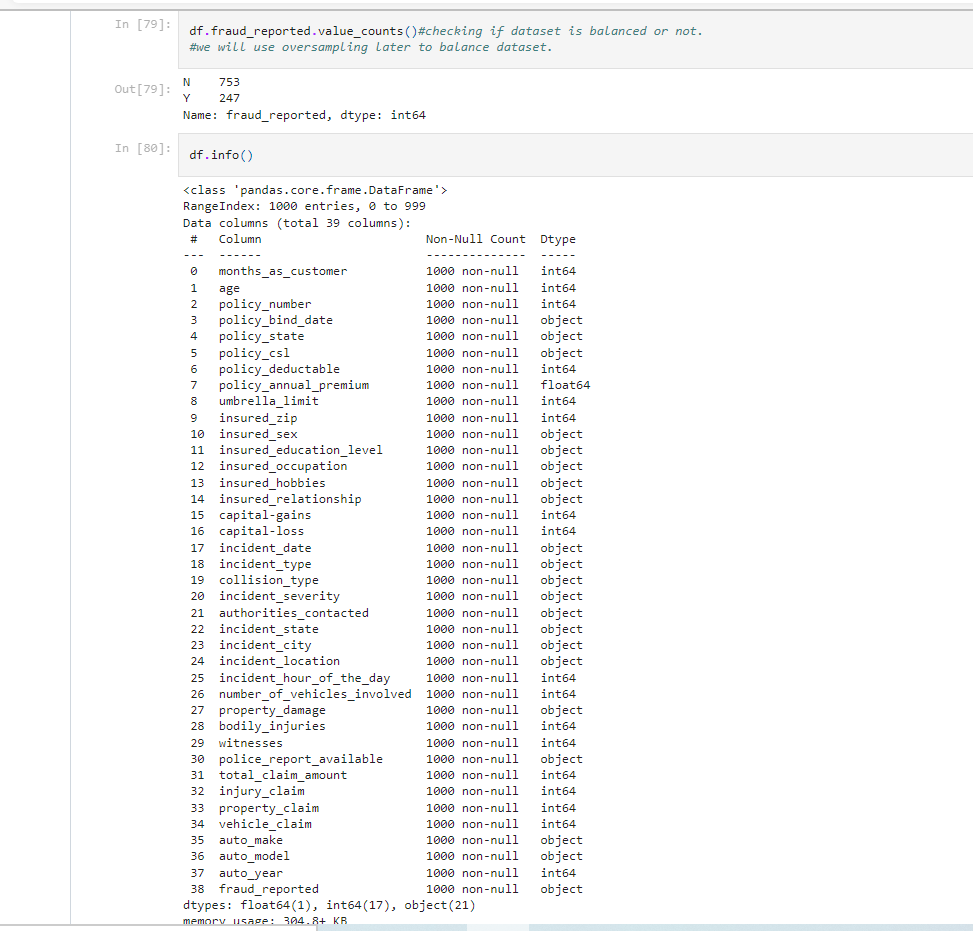 In [79]: df.fraud_reported.value_counts()#checking if dataset is balanced or not.
#we will use oversampling later to balance dataset.
Out[79]: N    753
Y    247
Name: fraud_reported, dtype: int64
In [80]: df.info()
<class 'pandas.core.frame.DataFrame'>
RangeIndex: 1000 entries, 0 to 999
Data columns (total 39 columns):
 #   Column                       Non-Null Count  Dtype
---  ------                       --------------  -----
 0   months_as_customer           1000 non-null   int64
 1   age                          1000 non-null   int64
 2   policy_number                1000 non-null   int64
 3   policy_bind_date             1000 non-null   object
 4   policy_state                 1000 non-null   object
 5   policy_csl                   1000 non-null   object
 6   policy_deductable            1000 non-null   int64
 7   policy_annual_premium        1000 non-null   float64
 8   umbrella_limit               1000 non-null   int64
 9   insured_zip                  1000 non-null   int64
 10  insured_sex                  1000 non-null   object
 11  insured_education_level      1000 non-null   object
 12  insured_occupation           1000 non-null   object
 13  insured_hobbies              1000 non-null   object
 14  insured_relationship         1000 non-null   object
 15  capital-gains                1000 non-null   int64
 16  capital-loss                 1000 non-null   int64
 17  incident_date                1000 non-null   object
 18  incident_type                1000 non-null   object
 19  collision_type               1000 non-null   object
 20  incident_severity            1000 non-null   object
 21  authorities_contacted        1000 non-null   object
 22  incident_state               1000 non-null   object
 23  incident_city                1000 non-null   object
 24  incident_location            1000 non-null   object
 25  incident_hour_of_the_day     1000 non-null   int64
 26  number_of_vehicles_involved  1000 non-null   int64
 27  property_damage              1000 non-null   object
 28  bodily_injuries              1000 non-null   int64
 29  witnesses                    1000 non-null   int64
 30  police_report_available      1000 non-null   object
 31  total_claim_amount           1000 non-null   int64
 32  injury_claim                 1000 non-null   int64
 33  property_claim               1000 non-null   int64
 34  vehicle_claim                1000 non-null   int64
 35  auto_make                    1000 non-null   object
 36  auto_model                   1000 non-null   object
 37  auto_year                    1000 non-null   int64
 38  fraud_reported               1000 non-null   object
dtypes: float64(1), int64(17), object(21)
memory usage: 304.8+ KB